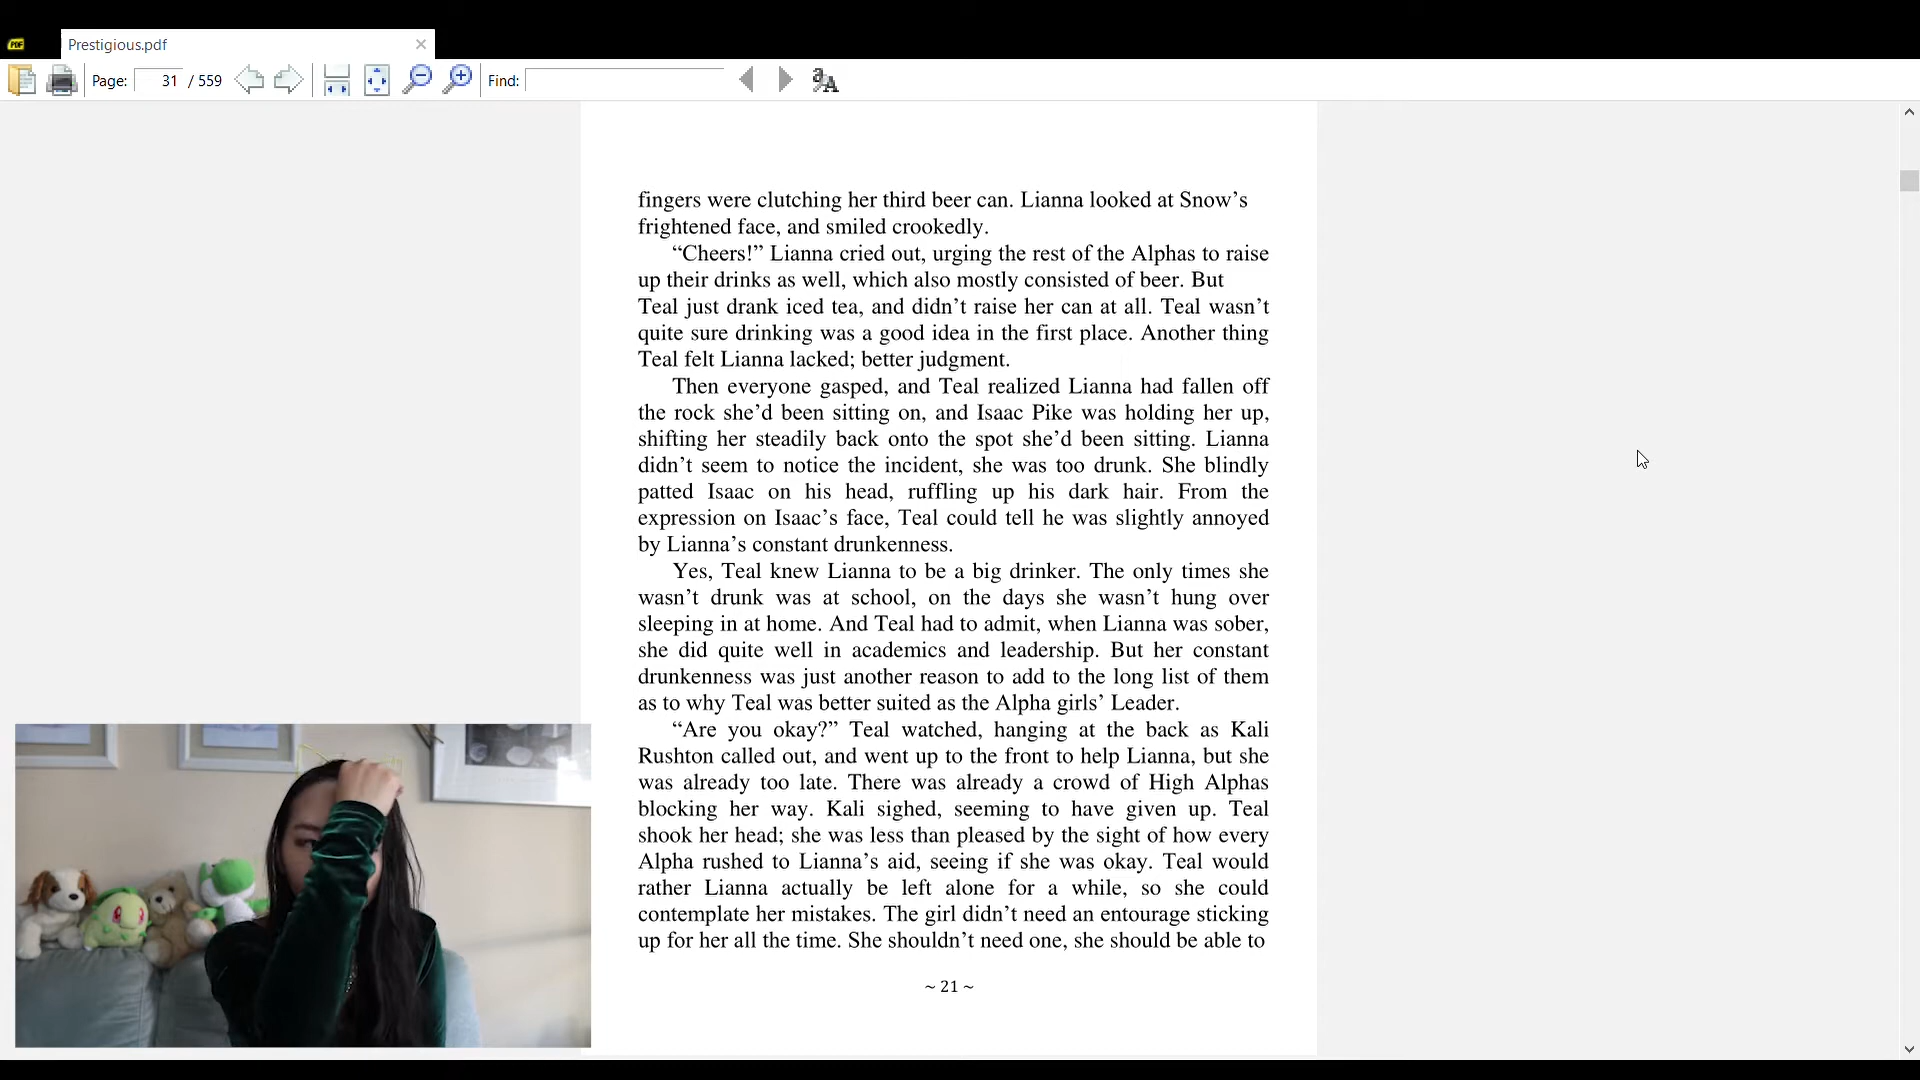 Prestigious.pdf
Page: 31 / 559 Find:
fingers were clutching her third beer can. Lianna looked at Snow’s
frightened face, and smiled crookedly.
“Cheers!” Lianna cried out, urging the rest of the Alphas to raise
up their drinks as well, which also mostly consisted of beer. But
Teal just drank iced tea, and didn’t raise her can at all. Teal wasn’t
quite sure drinking was a good idea in the first place. Another thing
Teal felt Lianna lacked; better judgment.
Then everyone gasped, and Teal realized Lianna had fallen off
the rock she’d been sitting on, and Isaac Pike was holding her up,
shifting her steadily back onto the spot she’d been sitting. Lianna
didn’t seem to notice the incident, she was too drunk. She blindly
patted Isaac on his head, ruffling up his dark hair. From the
expression on Isaac’s face, Teal could tell he was slightly annoyed
by Lianna’s constant drunkenness.
Yes, Teal knew Lianna to be a big drinker. The only times she
wasn’t drunk was at school, on the days she wasn’t hung over
sleeping in at home. And Teal had to admit, when Lianna was sober,
she did quite well in academics and leadership. But her constant
drunkenness was just another reason to add to the long list of them
as to why Teal was better suited as the Alpha girls’ Leader.
“Are you okay?” Teal watched, hanging at the back as Kali
Rushton called out, and went up to the front to help Lianna, but she
was already too late. There was already a crowd of High Alphas
blocking her way. Kali sighed, seeming to have given up. Teal
shook her head; she was less than pleased by the sight of how every
Alpha rushed to Lianna’s aid, seeing if she was okay. Teal would
rather Lianna actually be left alone for a while, so she could
contemplate her mistakes. The girl didn’t need an entourage sticking
up for her all the time. She shouldn’t need one, she should be able to
~ 21 ~